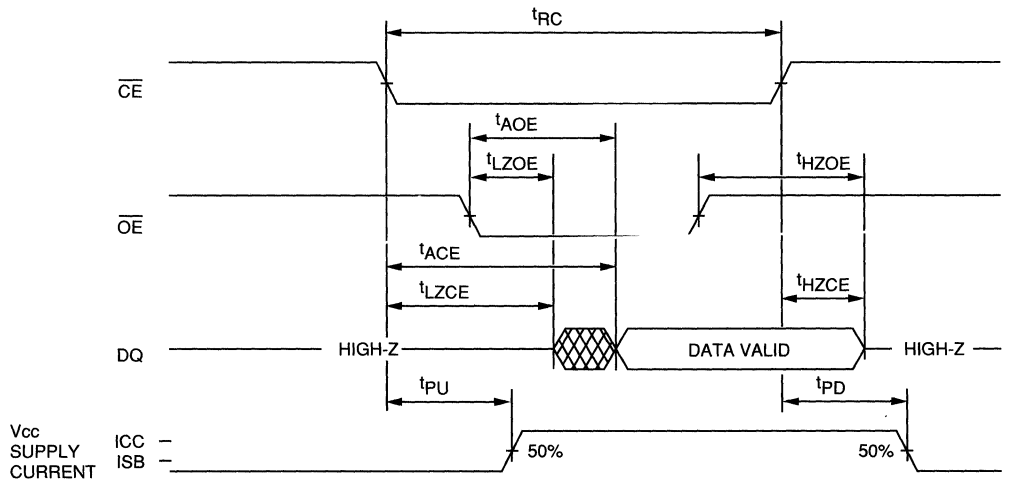 tRC
CE
tAOE
tLZOE
tHZOE
OE
tACE
tHZCE
tLZCE
DQ
HIGH-Z
DATA VALID
HIGH-Z
tPU
tPD
Vcc
SUPPLY
CURRENT
ICC
ISB
50%
50%